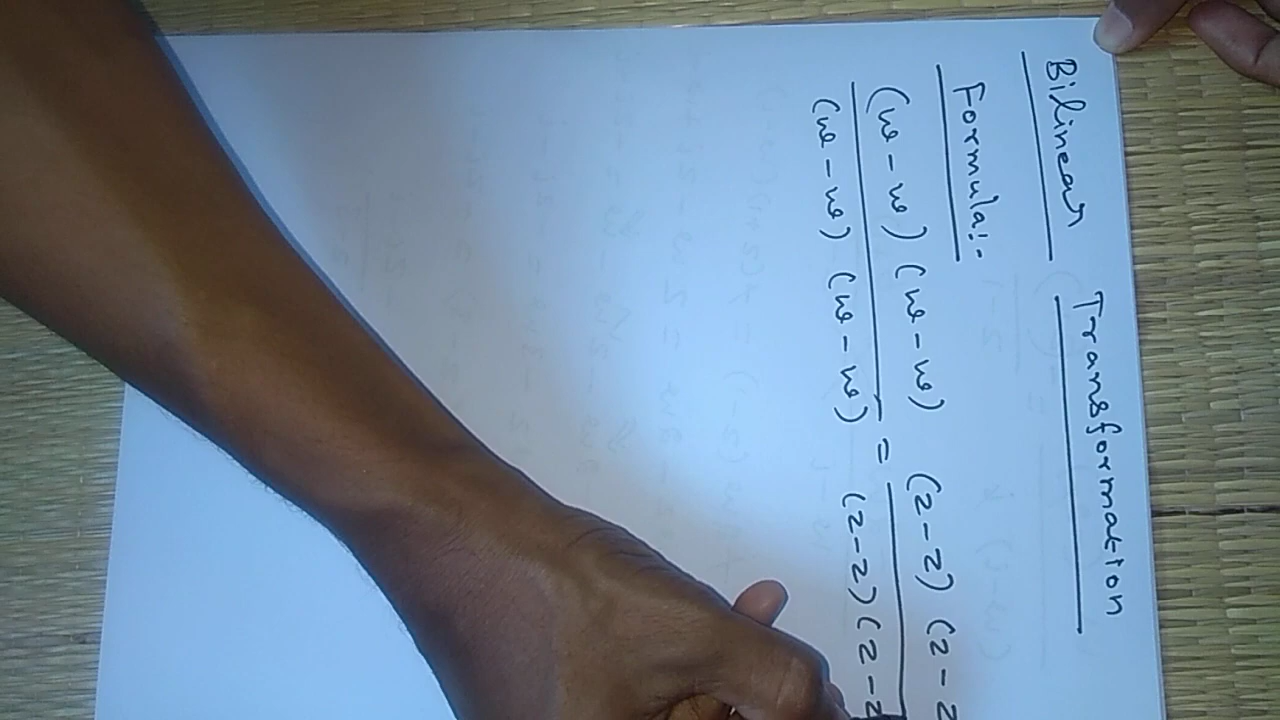 Bilinear Transformation
Formula:-
(w-w) (w-w) = (z-z) (z-z
(w-w) (w-w) (z-z) (z-z